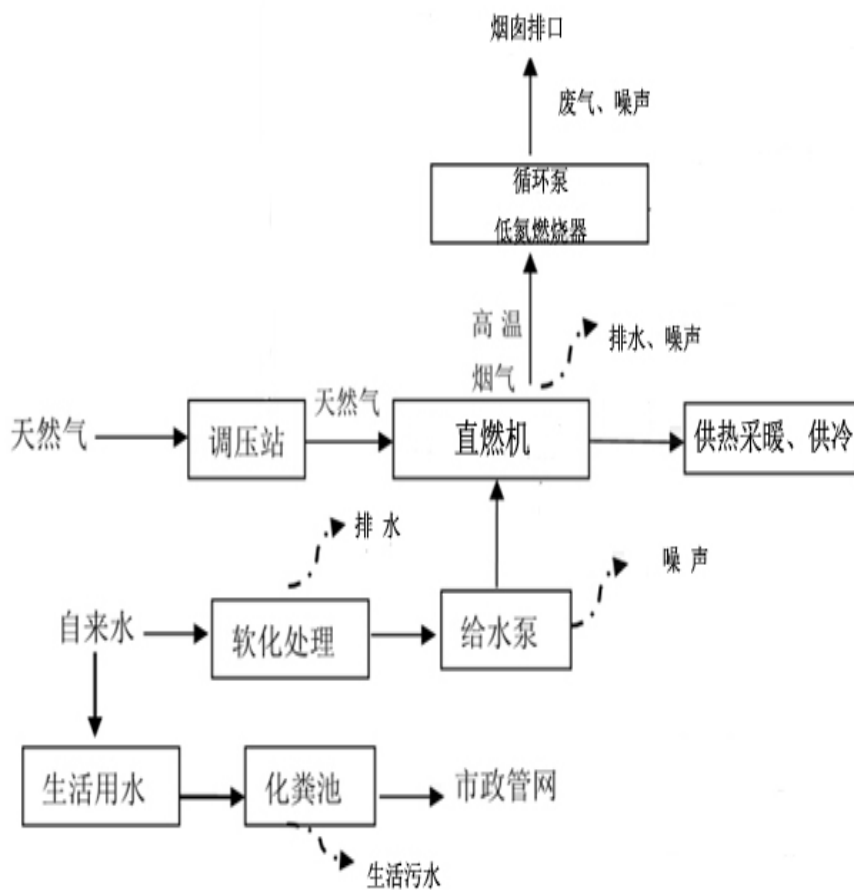 烟囱排口
废气、噪声
循环泵
低氮燃烧器
高温
烟气
排水、噪声
天然气
调压站
天然气
直燃机
供热采暖、供冷
排水
噪声
自来水
软化处理
给水泵
生活用水
化粪池
市政管网
生活污水